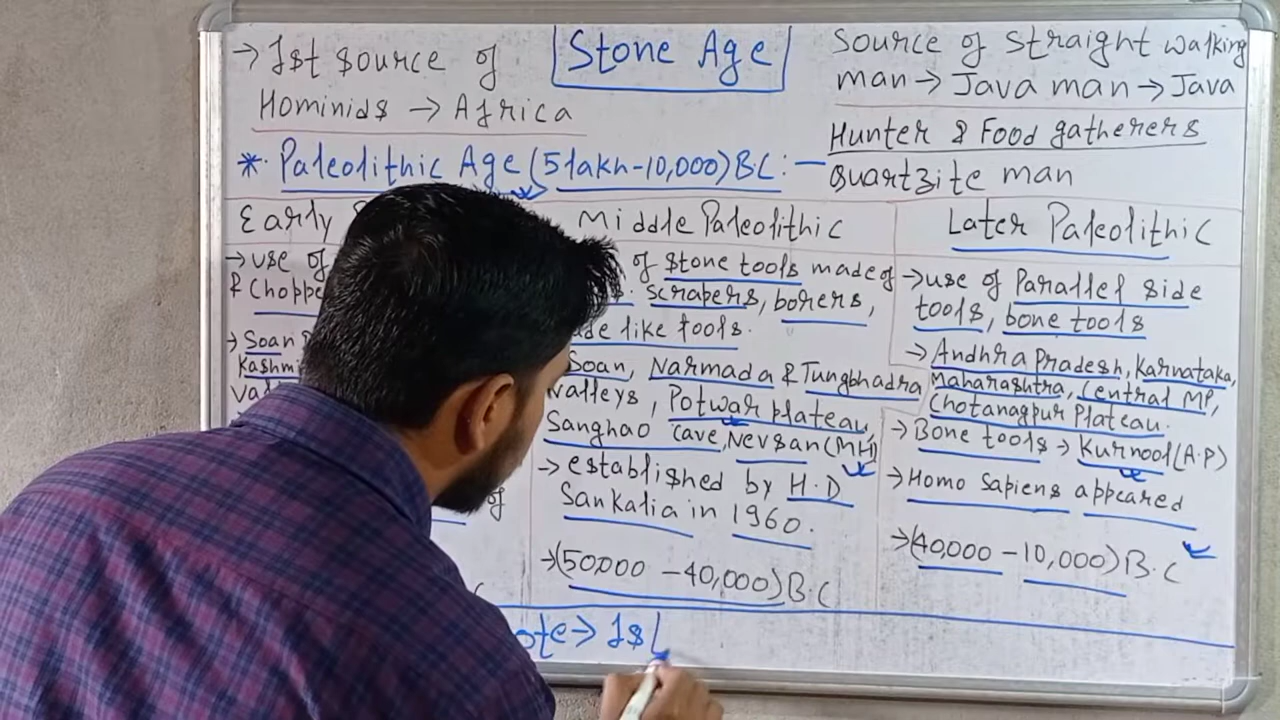 Stone Age
→ 1st source of
Hominids → Africa
source of straight walking
man → Java man → Java
Hunter & Food gatherers
Quartzite man
* Paleolithic Age (5 lakh-10,000) B.C :-
Early
→ use of
& Choppe
→ Soan
Kashm
Va
of
Middle Paleolithic
of stone tools made of
scrapers, borers,
de like tools.
Soan, Narmada & Tungbhadra
Valleys, Potwar plateau,
Sanghao cave, Nevsan (MH)
→ established by H.D
Sankalia in 1960.
→ (50,000 - 40,000) B.C
Later Paleolithic
→ use of Parallel side
tools, bone tools
→ Andhra Pradesh, Karnataka,
Maharashtra, Central MP,
Chotanagpur Plateau.
→ Bone tools → Kurnool (A.P)
→ Homo Sapiens appeared
→ (40,000 - 10,000) B.C
ote → 1st